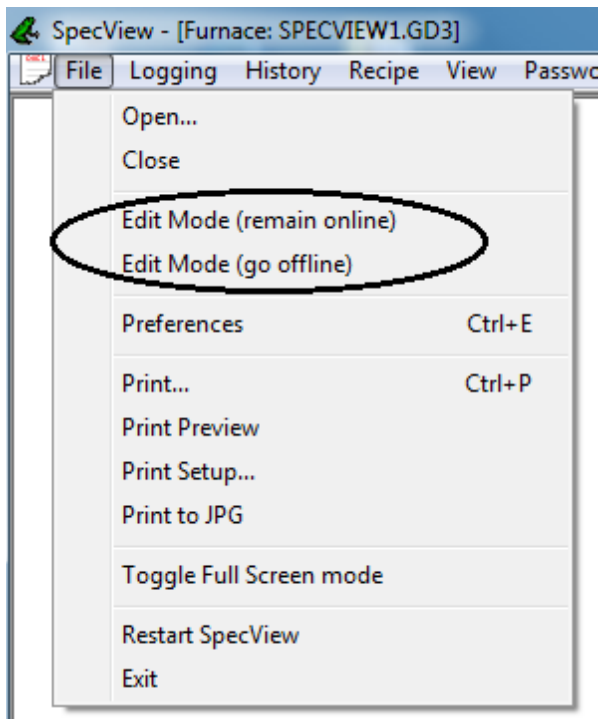 SpecView - [Furnace: SPECVIEW1.GD3]
File Logging History Recipe View Passwo
Open...
Close
Edit Mode (remain online)
Edit Mode (go offline)
Preferences Ctrl+E
Print... Ctrl+P
Print Preview
Print Setup...
Print to JPG
Toggle Full Screen mode
Restart SpecView
Exit